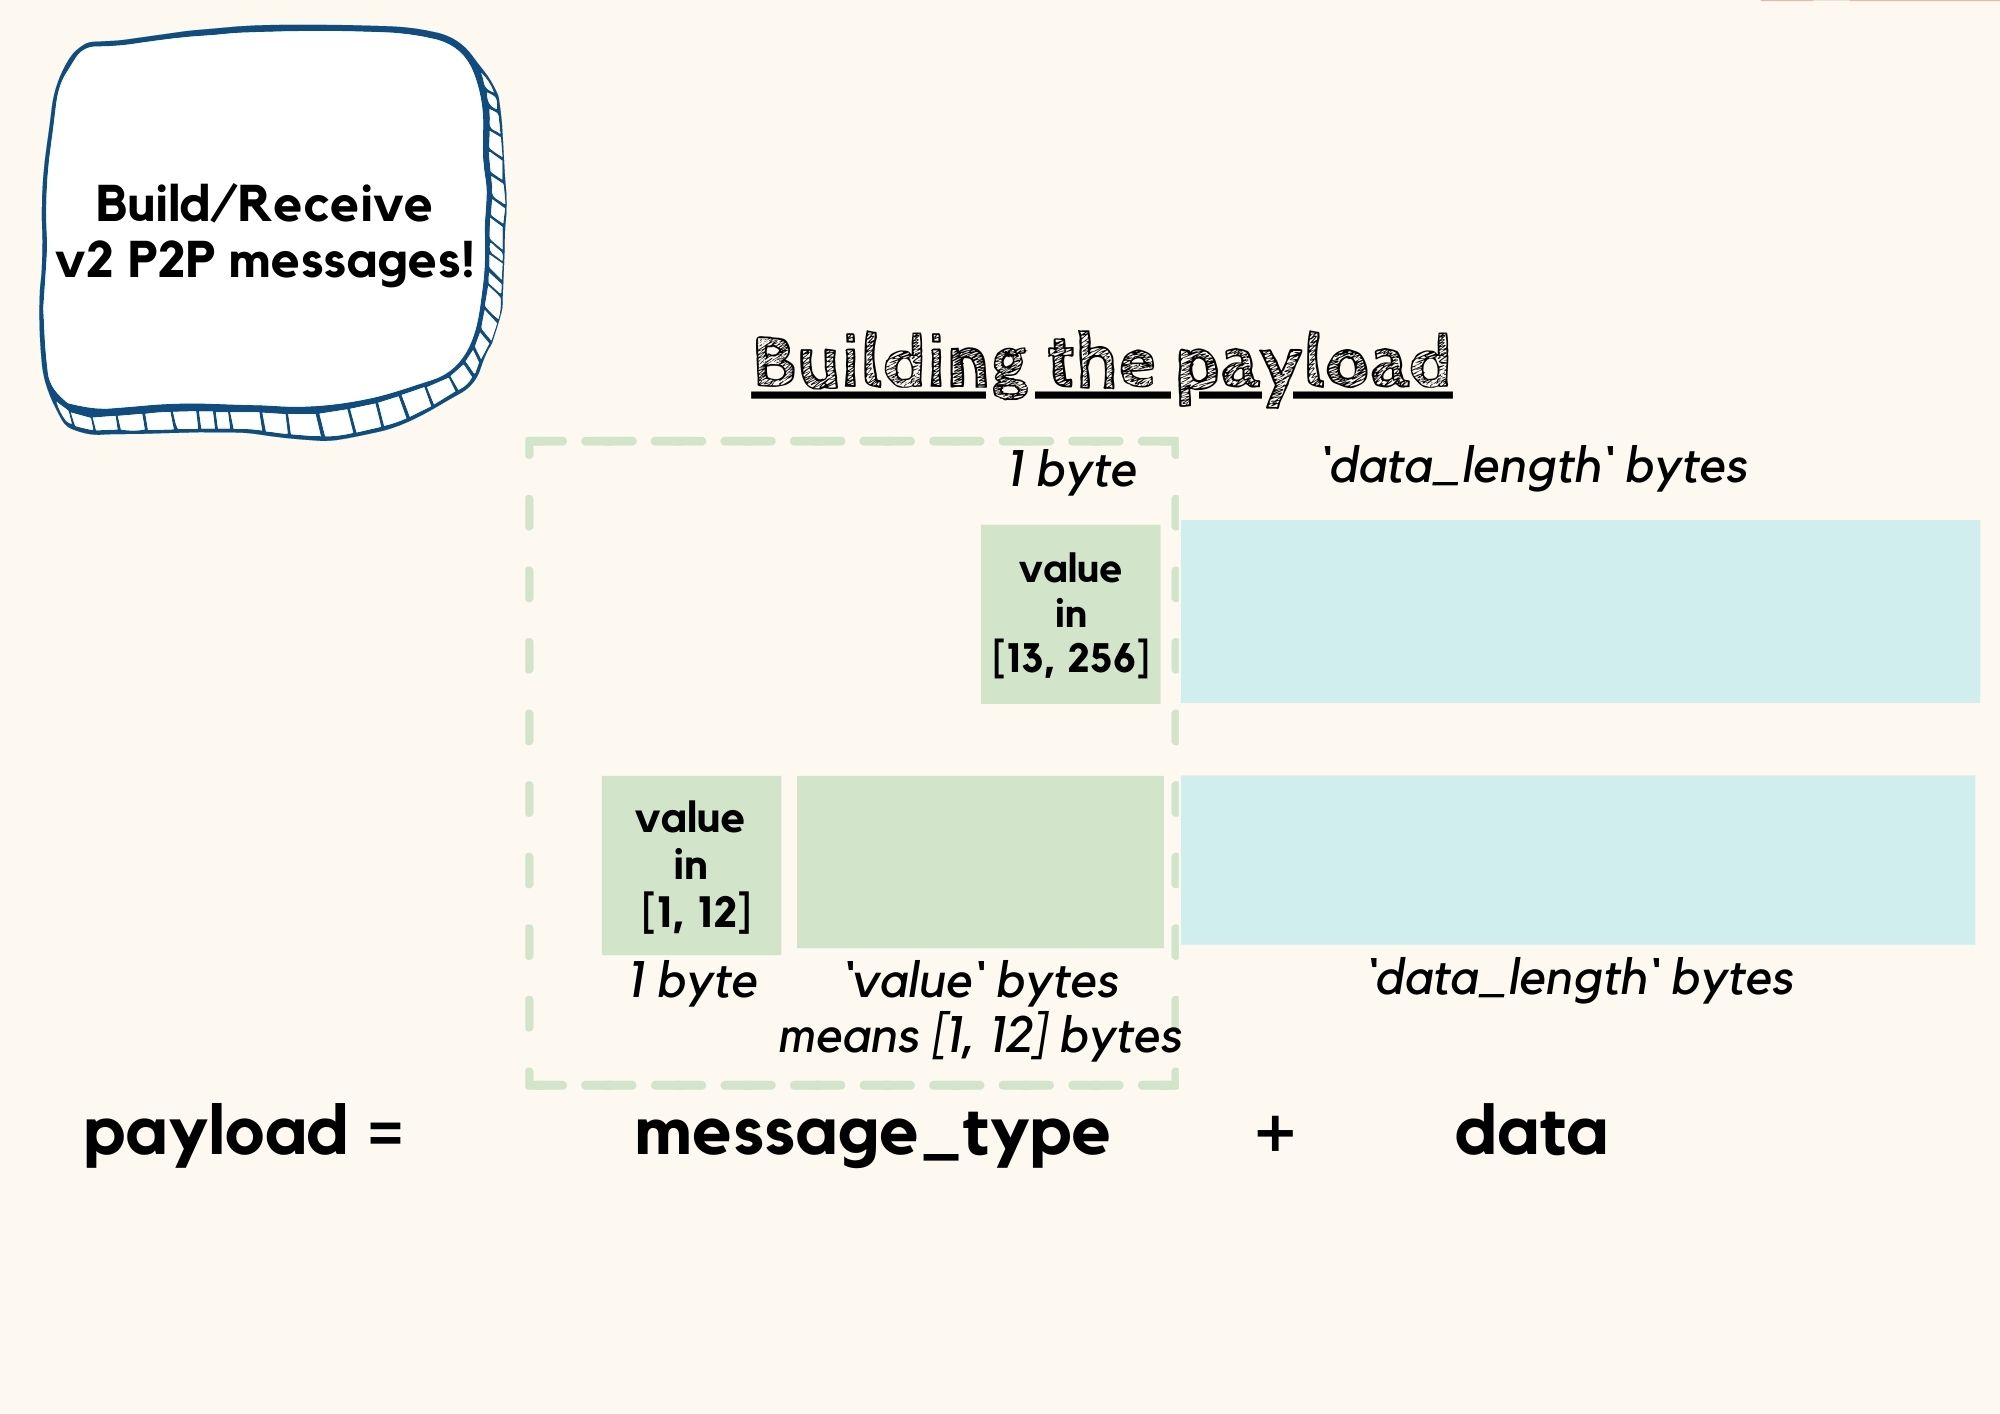 Build/Receive
v2 P2P messages!
Building the payload
1 byte
'data_length' bytes
value
in
[13, 256]
value
in
[1, 12]
1 byte
'value' bytes
means [1, 12] bytes
'data_length' bytes
payload = message_type + data